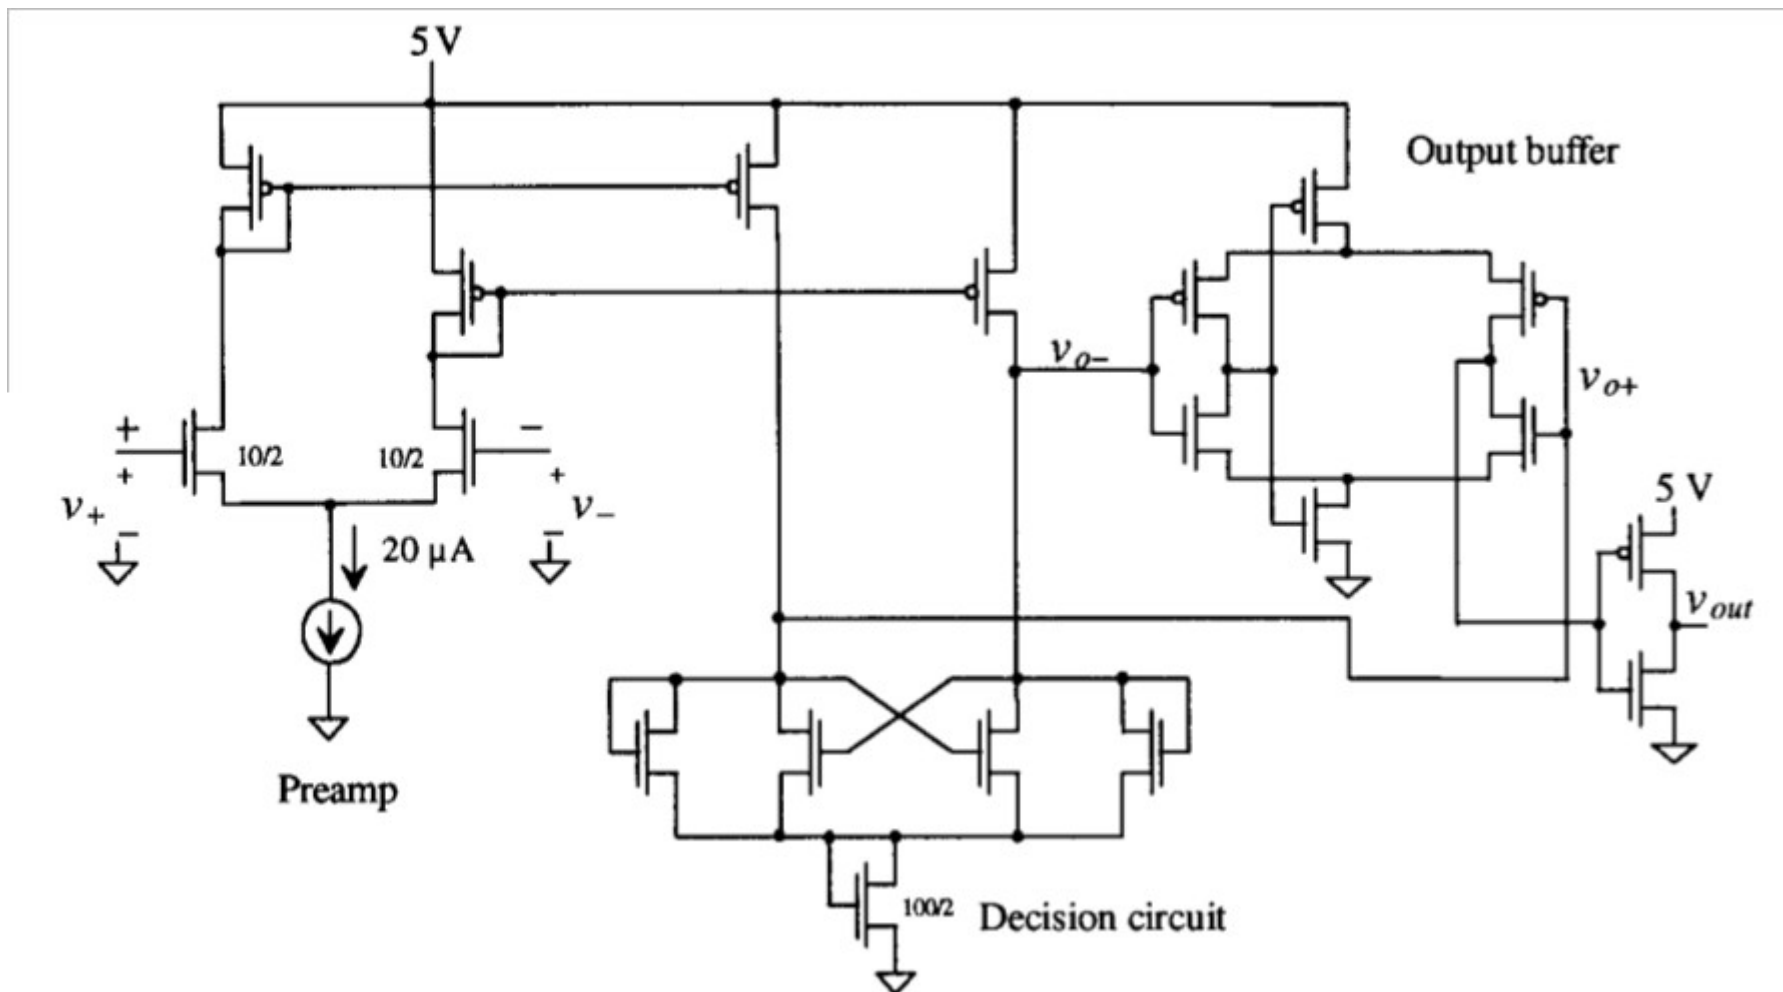 5 V
Output buffer
v_o-
v_o+
+
10/2
10/2
−
+
+
v_+
v_-
−
−
20 µA
5 V
v_out
Preamp
100/2
Decision circuit